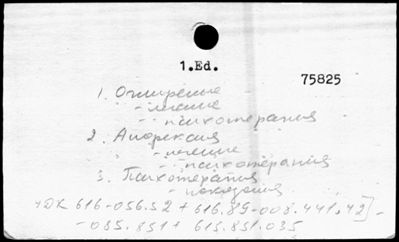 1.Ed.
75825
1. Ожирение
- лечение
- психотерапия
2. Анорексия
- лечение
- психотерапия
3. Психотерапия
- показания
УДК 616-056.52 + 616.89-008.441.42]-
- 085.851 + 615.851.035